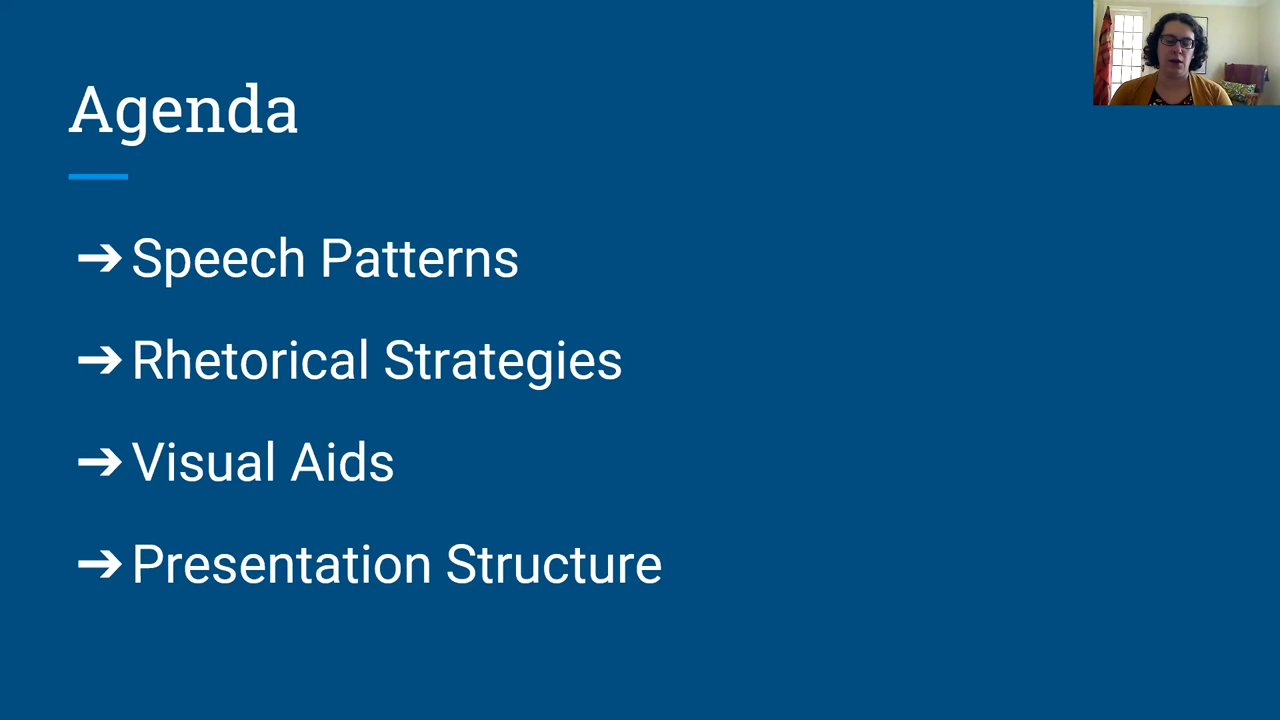 Agenda
➔ Speech Patterns
➔ Rhetorical Strategies
➔ Visual Aids
➔ Presentation Structure